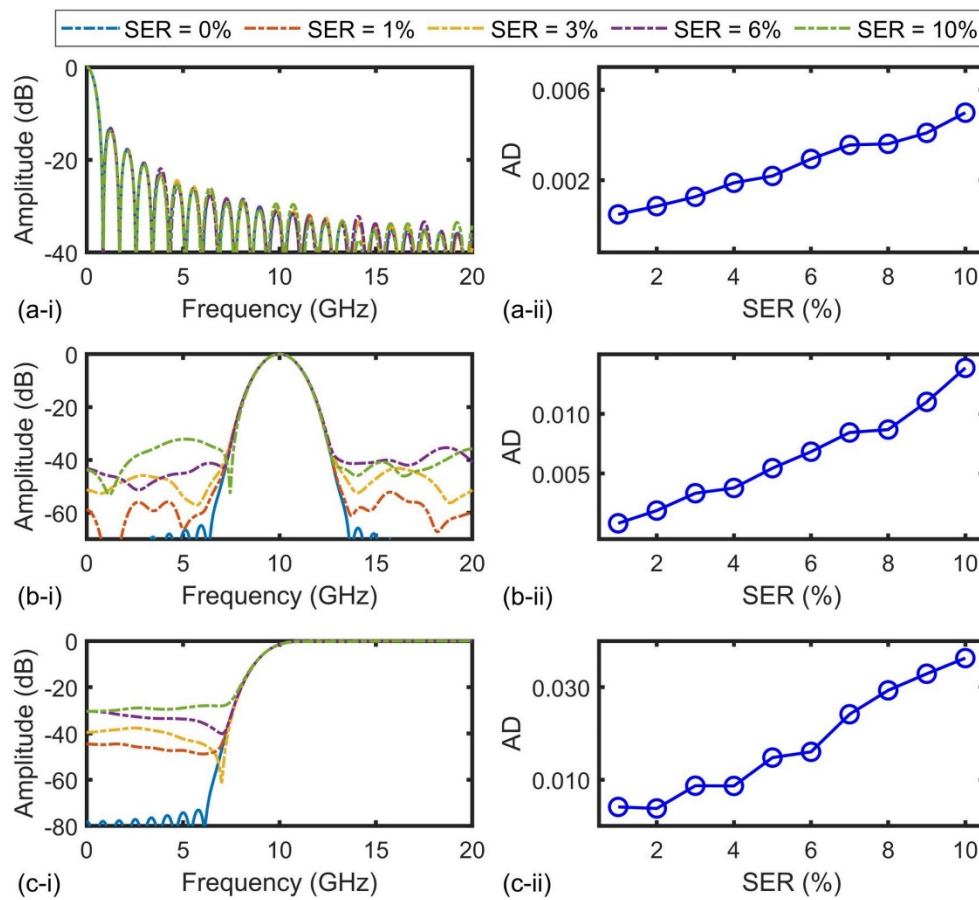 SER = 0% SER = 1% SER = 3% SER = 6% SER = 10%
0
-20
-40
Amplitude (dB)
0 5 10 15 20
Frequency (GHz)
(a-i)
0.006
0.002
AD
2 4 6 8 10
SER (%)
(a-ii)
0
-20
-40
-60
Amplitude (dB)
0 5 10 15 20
Frequency (GHz)
(b-i)
0.010
0.005
AD
2 4 6 8 10
SER (%)
(b-ii)
0
-20
-40
-60
-80
Amplitude (dB)
0 5 10 15 20
Frequency (GHz)
(c-i)
0.030
0.010
AD
2 4 6 8 10
SER (%)
(c-ii)